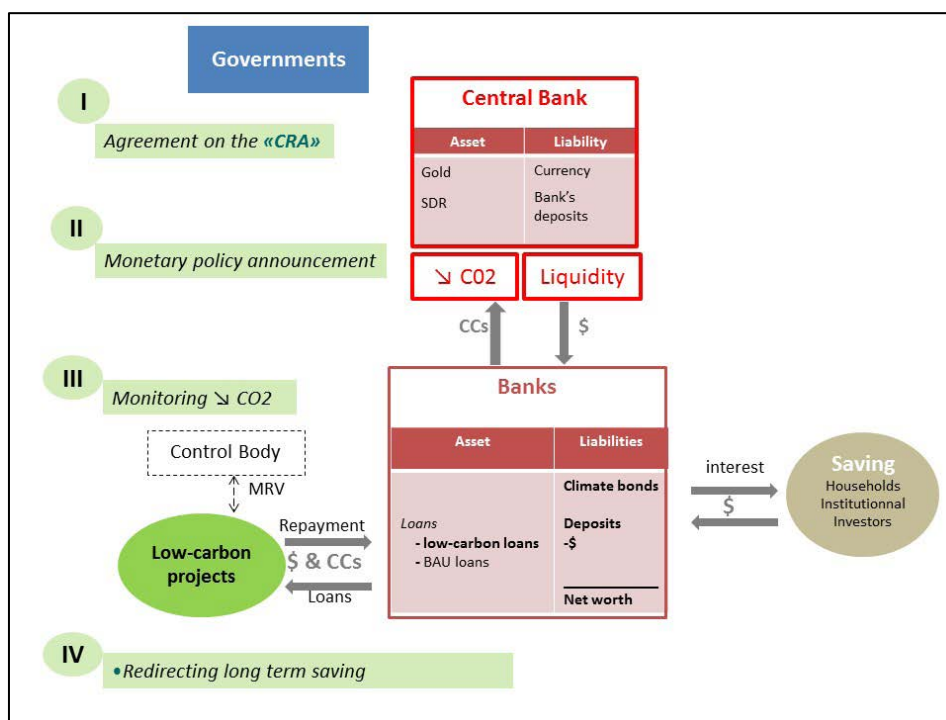 Governments
I
Agreement on the «CRA»
Central Bank
Asset Liability
Gold Currency
SDR Bank's
deposits
II
Monetary policy announcement
↘ C02 Liquidity
CCs $
III
Monitoring ↘ CO2
Banks
Asset Liabilities
Climate bonds
Loans Deposits
- low-carbon loans -$
- BAU loans
Net worth
Control Body
MRV
Low-carbon
projects
Repayment
$ & CCs
Loans
interest
$
Saving
Households
Institutionnal
Investors
IV
•Redirecting long term saving